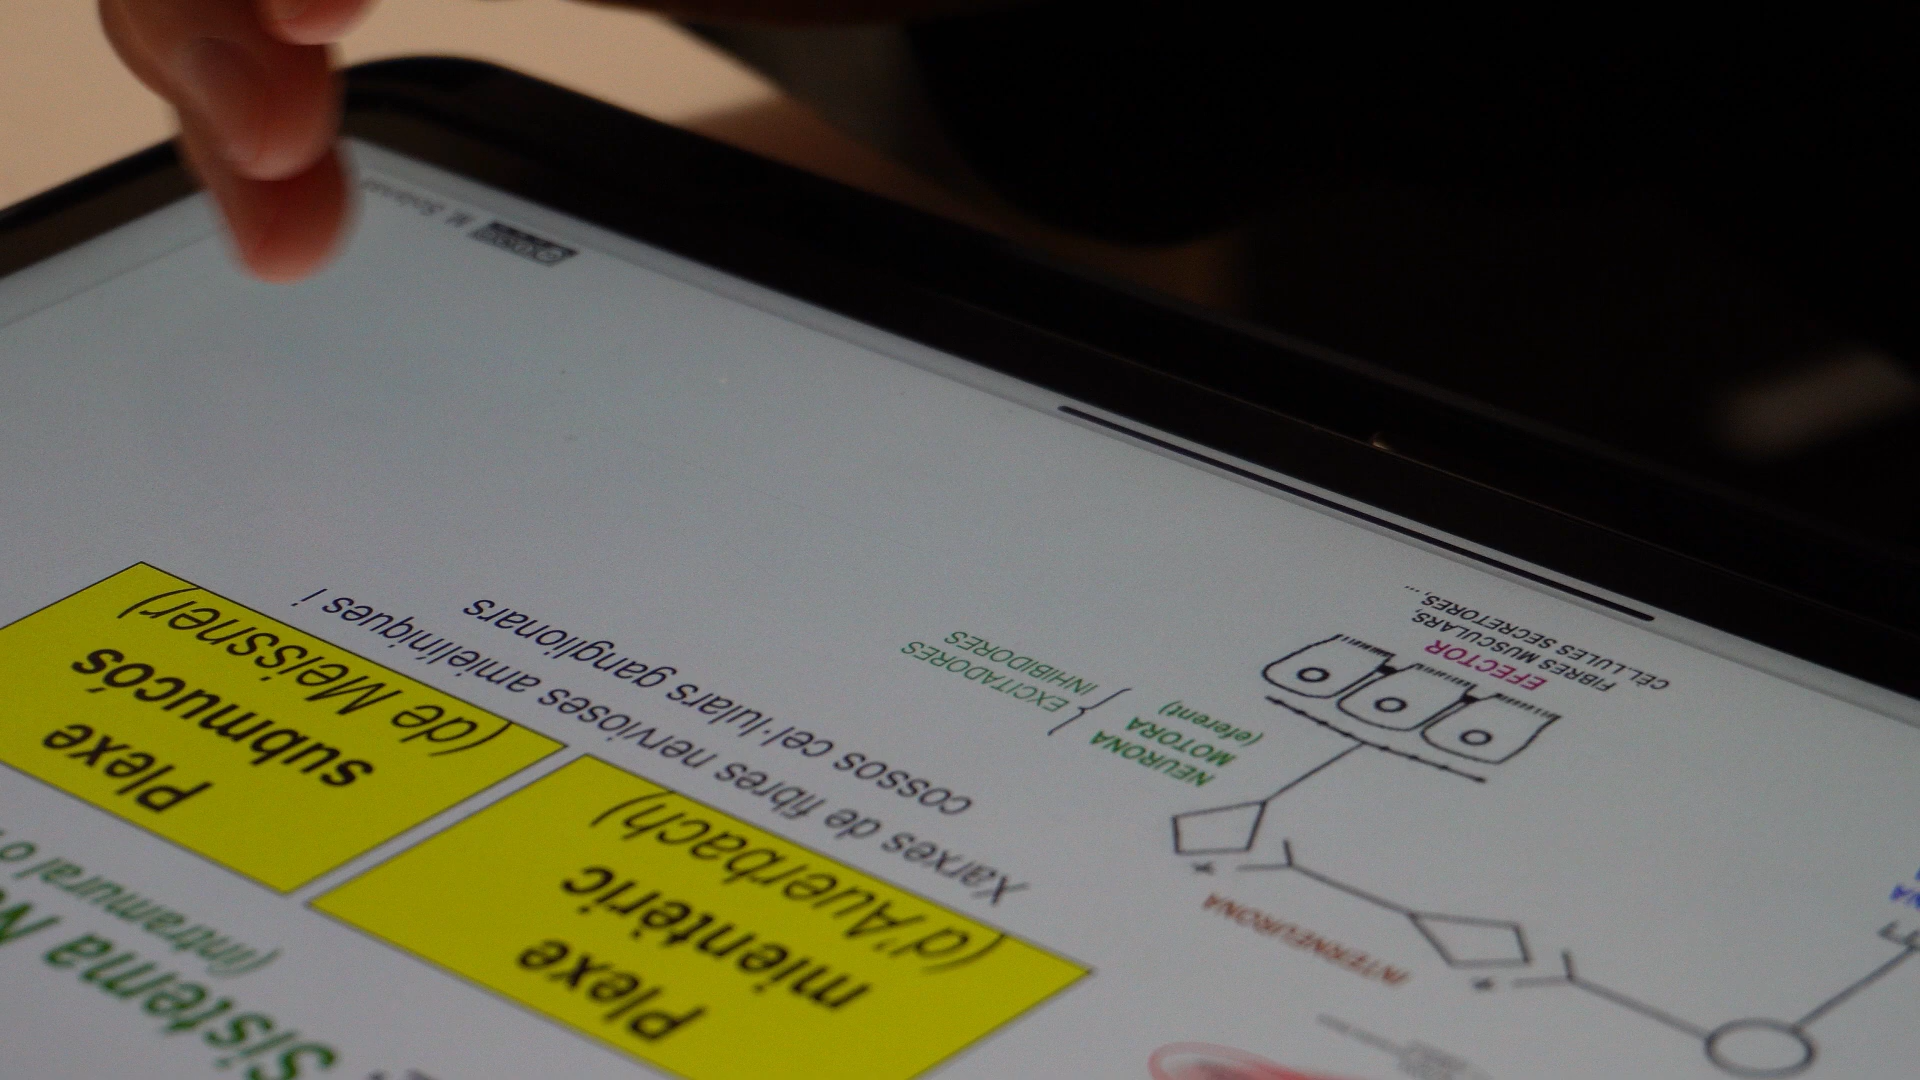 Sistema
(intramural o
Plexe
mientèric
(d'Auerbach)
Plexe
submucós
(de Meissner)
Xarxes de fibres nervioses amielíniques i
cossos cel·lulars ganglionars
INTERNEURONA
NEURONA
MOTORA
(eferent)
EXCITADORES
INHIBIDORES
EFECTOR
FIBRES MUSCULARS,
CÈL.LULES SECRETORES, ...